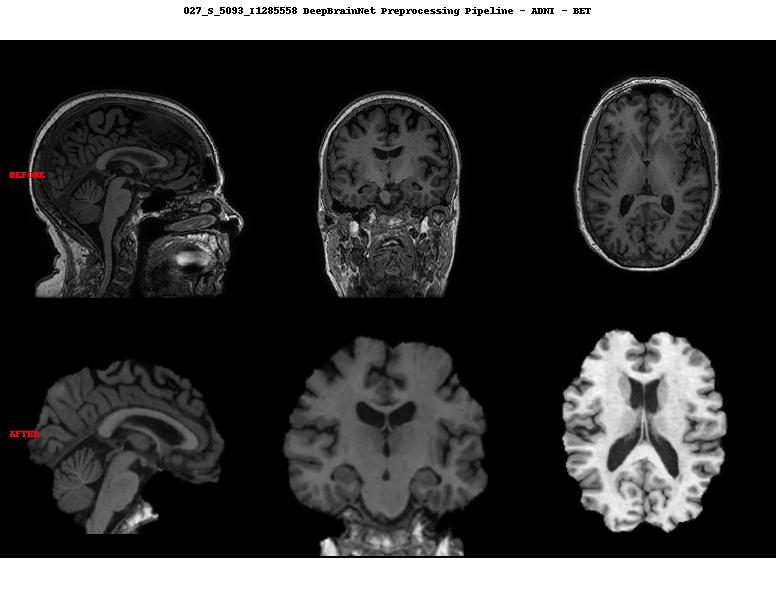 027_S_5093_I1285558 DeepBrainNet Preprocessing Pipeline - ADNI - BET
BEFORE
AFTER